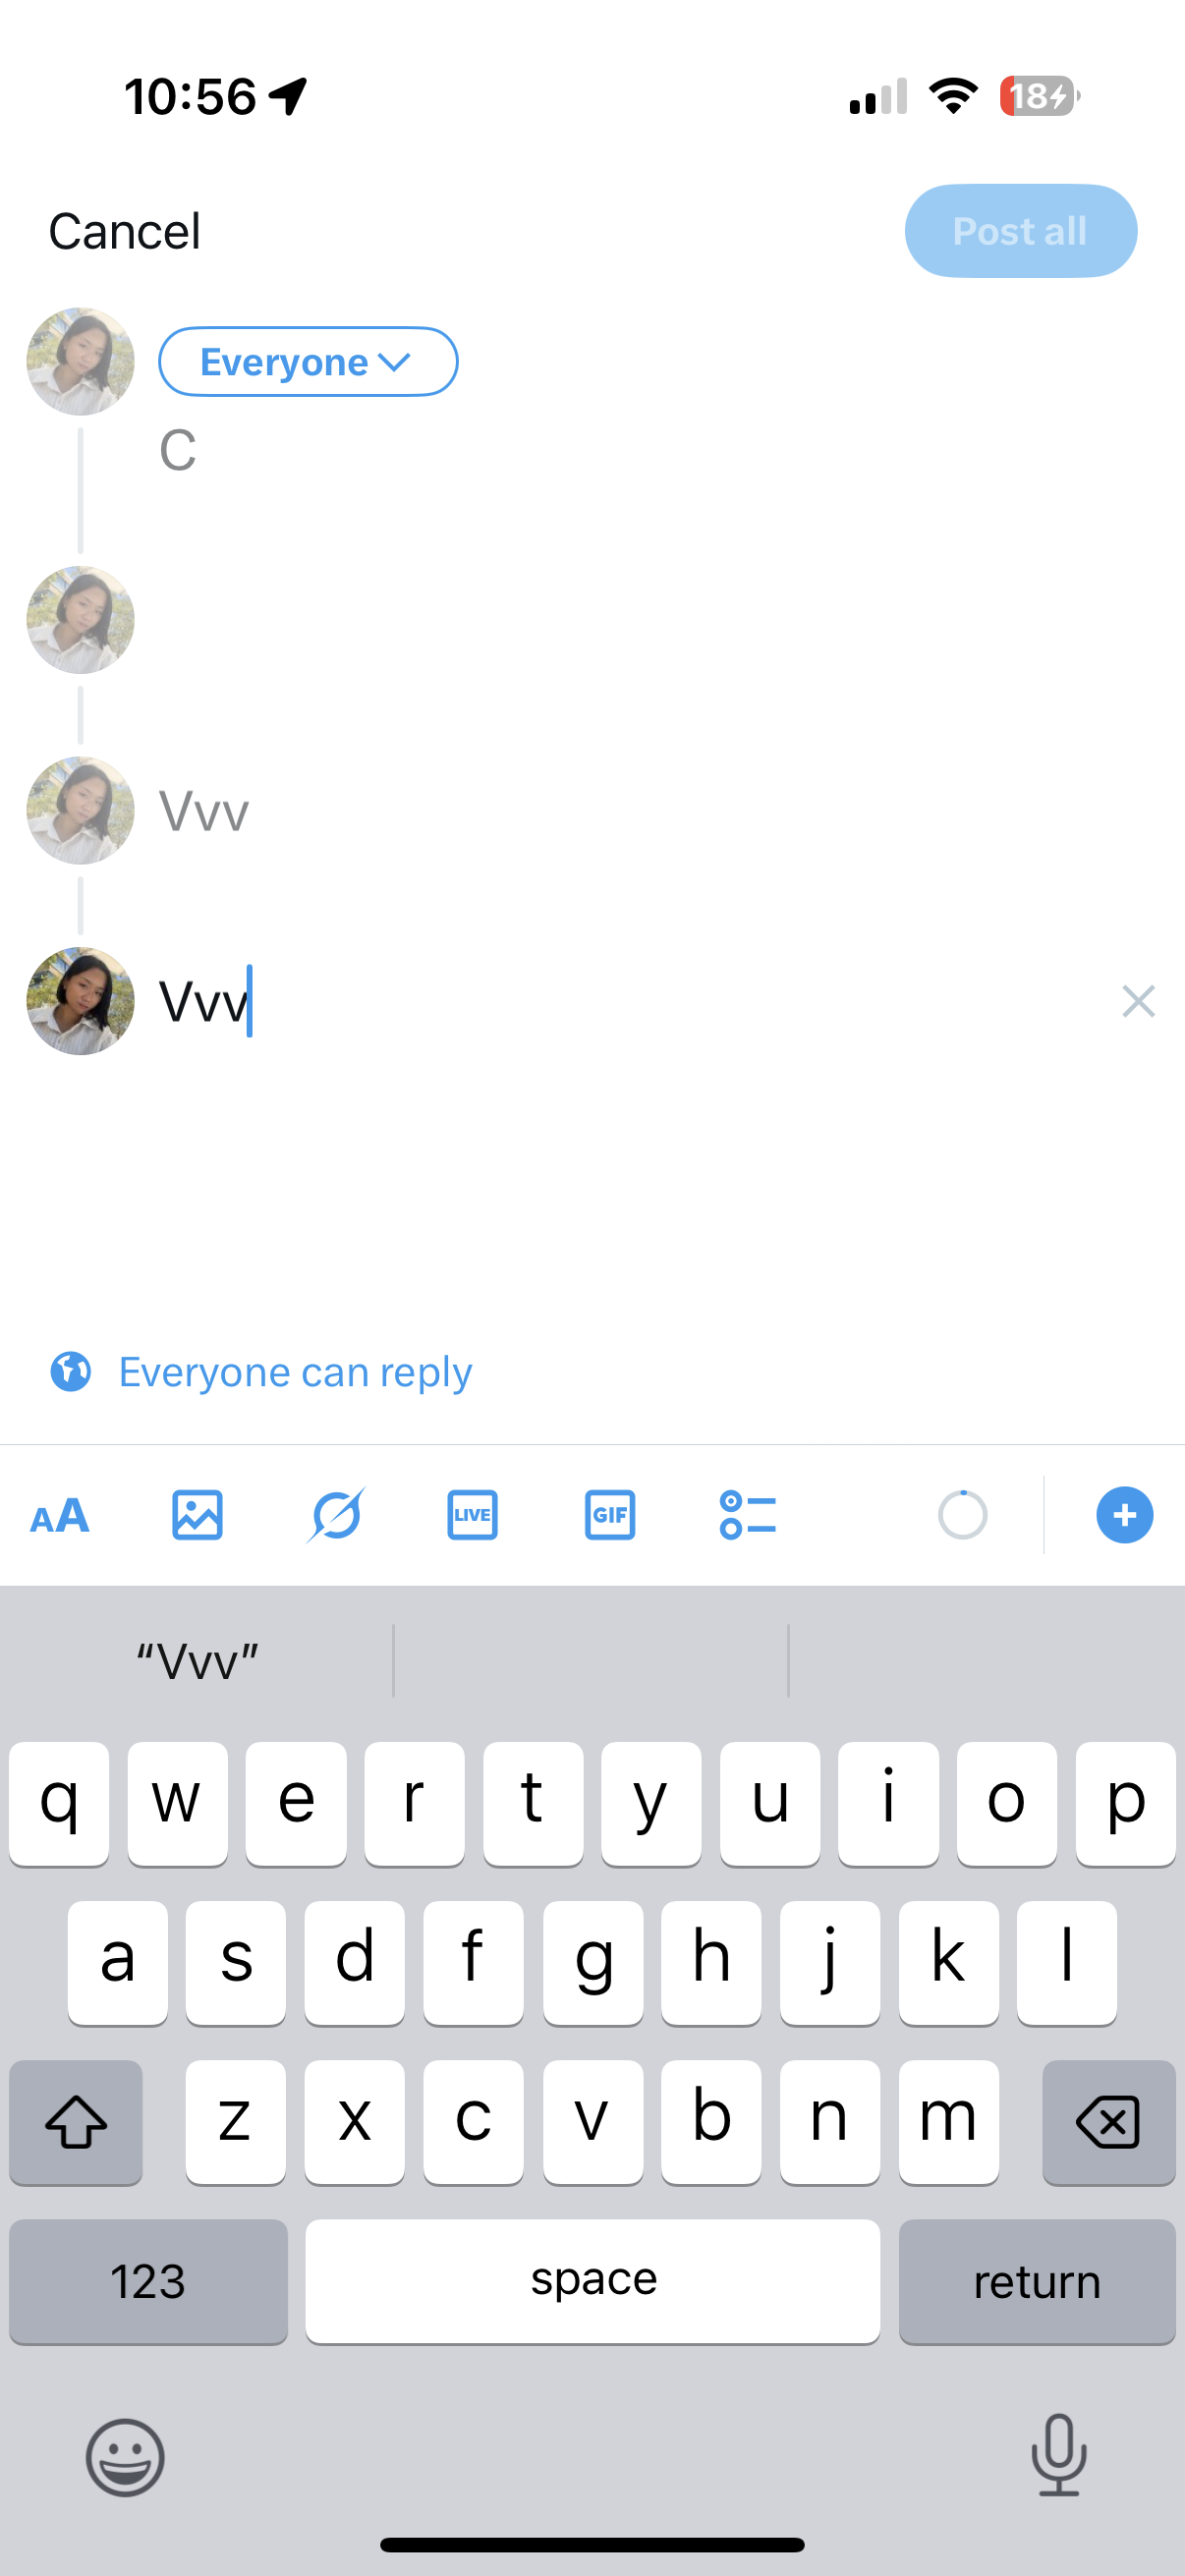 10:56
18
Cancel
Post all
Everyone
C
Vvv
Vvv
Everyone can reply
AA
LIVE
GIF
“Vvv”
q w e r t y u i o p
a s d f g h j k l
z x c v b n m
123
space
return